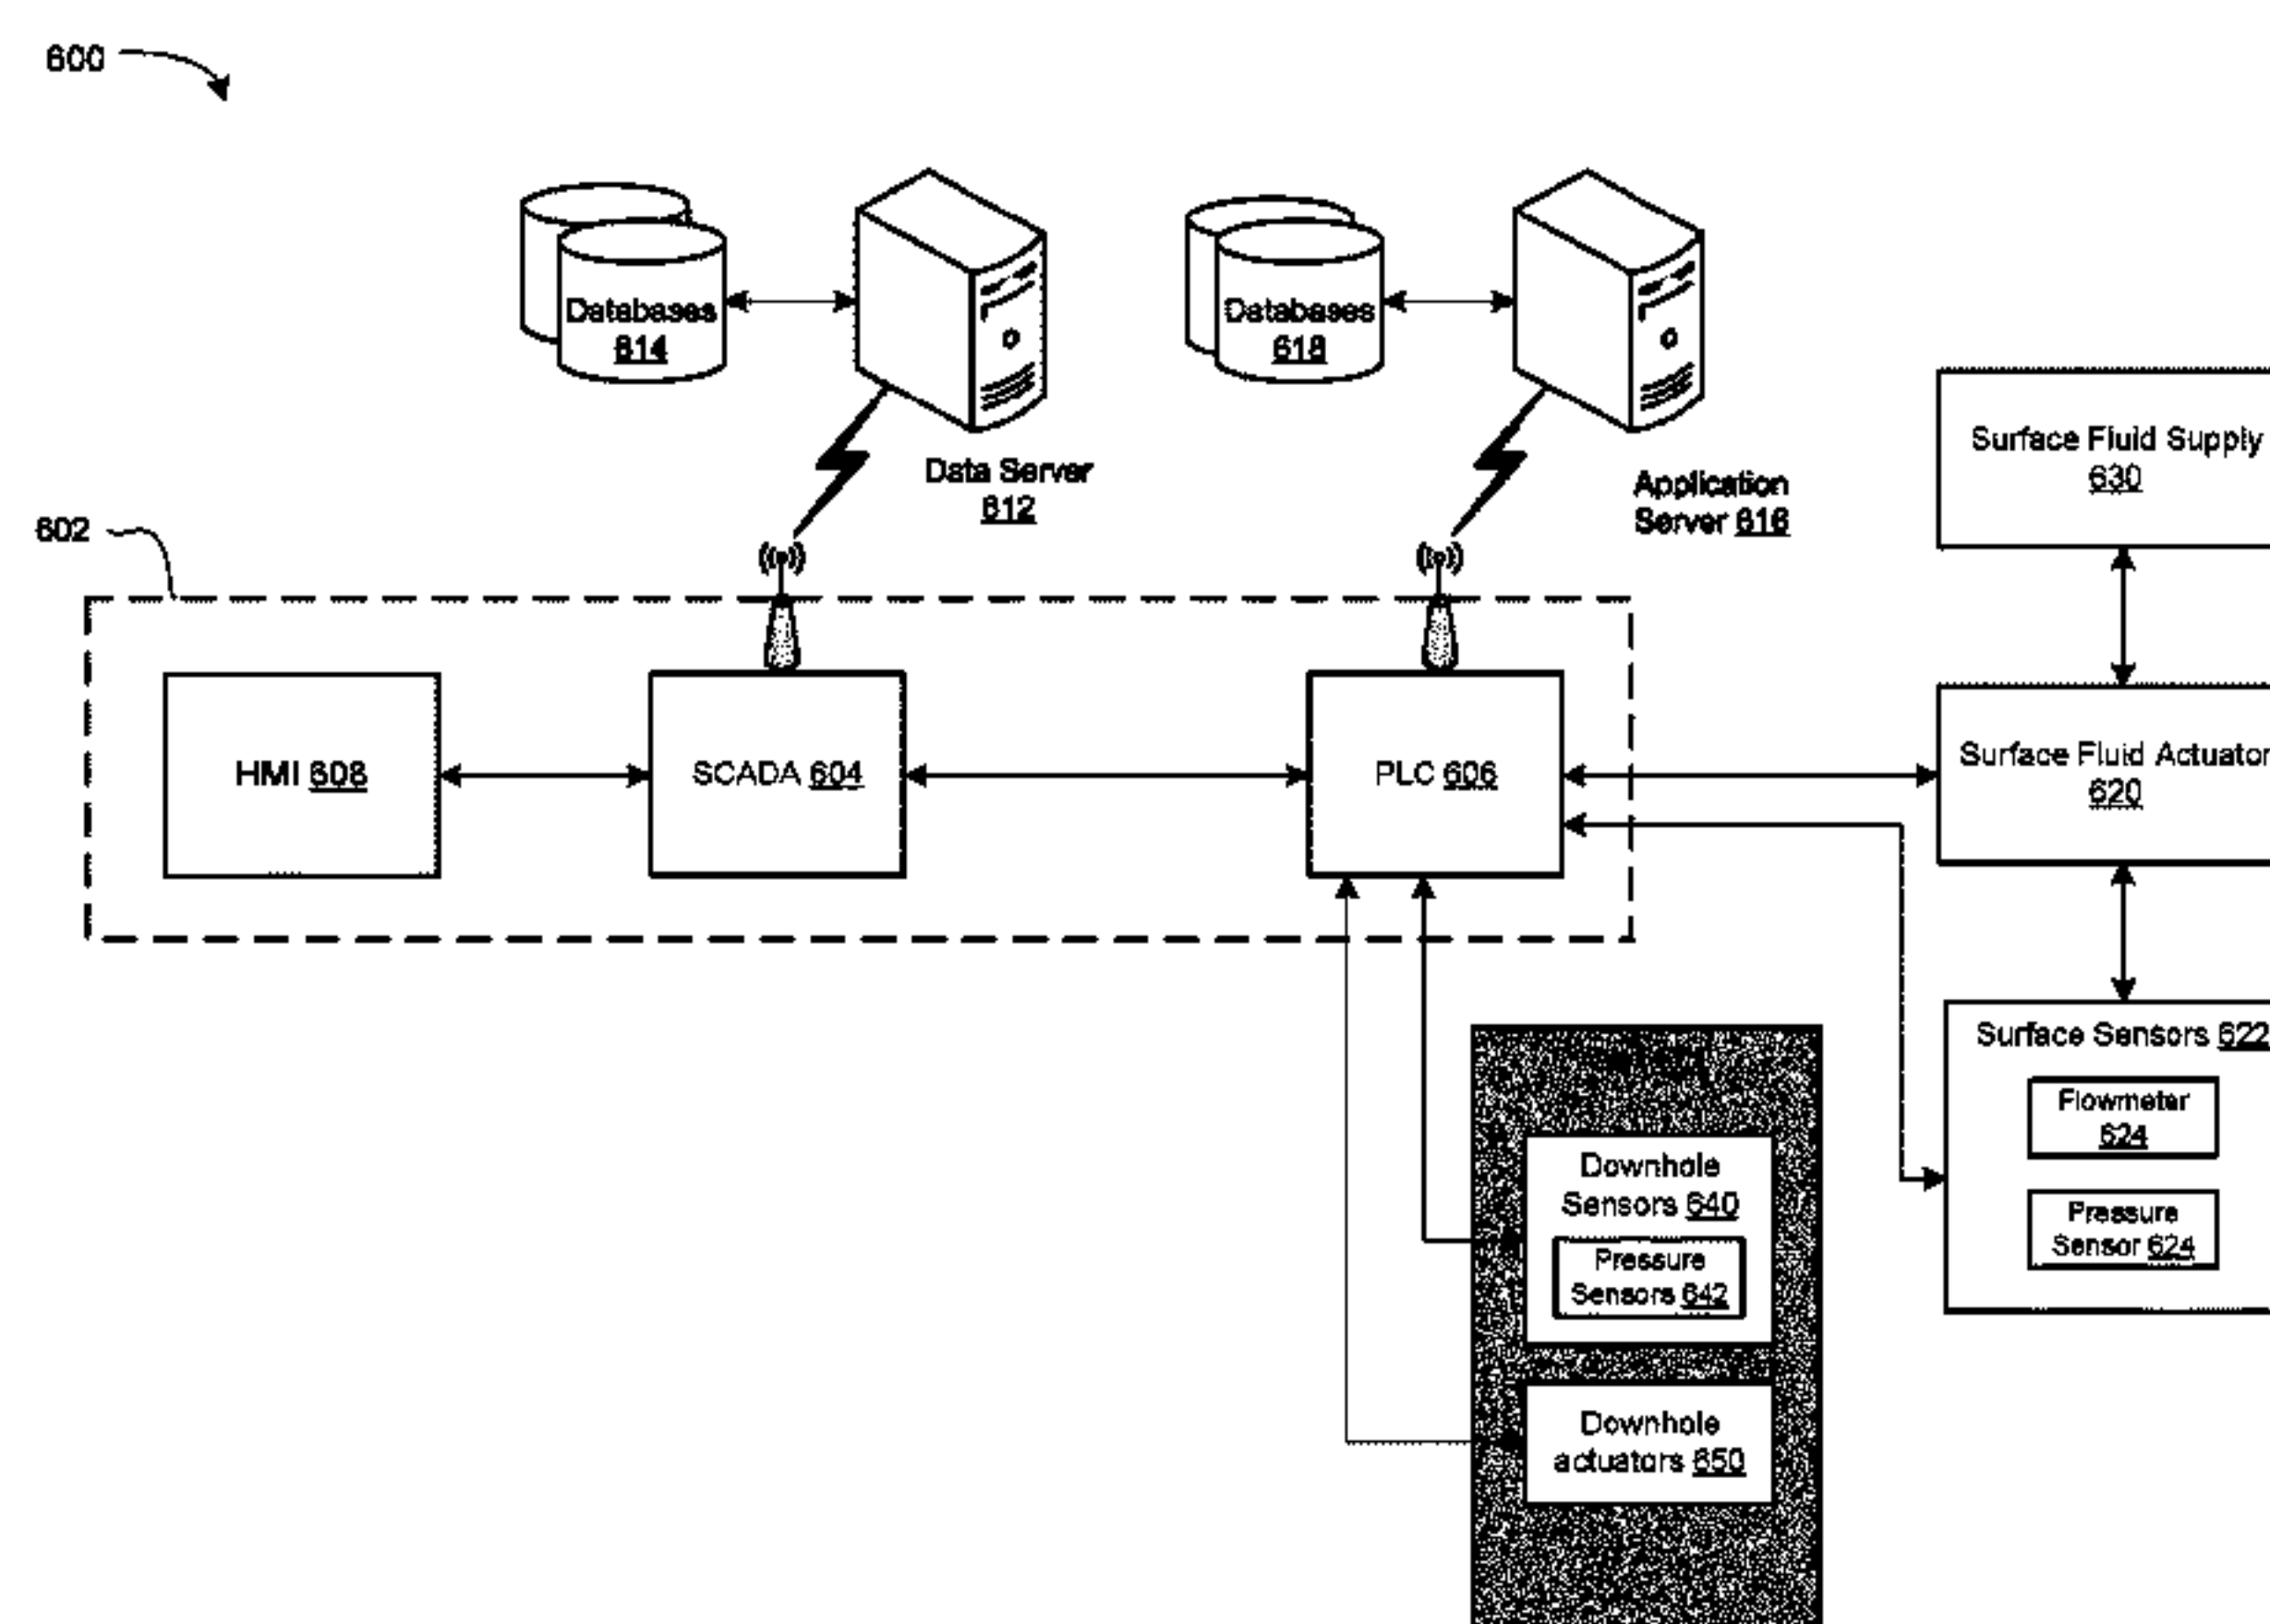 600
Databases
614
Data Server
612
Databases
618
Application
Server 616
602
HMI 608
SCADA 604
PLC 606
Surface Fluid Supply
630
Surface Fluid Actuator
620
Surface Sensors 622
Flowmeter
624
Pressure
Sensor 624
Downhole
Sensors 640
Pressure
Sensors 642
Downhole
actuators 650